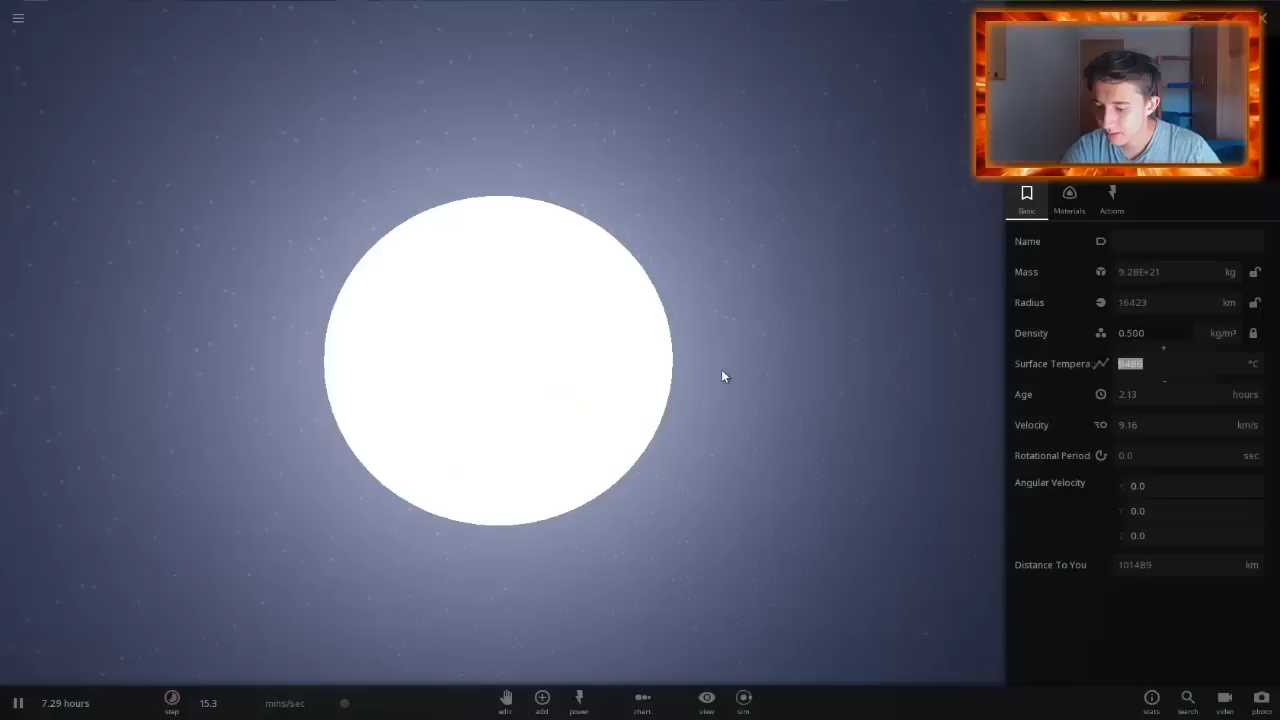 Basic Materials Actions
Name
Mass 9.28E+21 kg
Radius 16423 km
Density 0.500 kg/m³
+
Surface Tempera 9486 °C
-
Age 2.13 hours
Velocity 9.16 km/s
Rotational Period 0.0 sec
Angular Velocity X 0.0
Y 0.0
Z 0.0
Distance To You 101489 km
7.29 hours step 15.3 mins/sec edit add power chart view sim stats search video photo